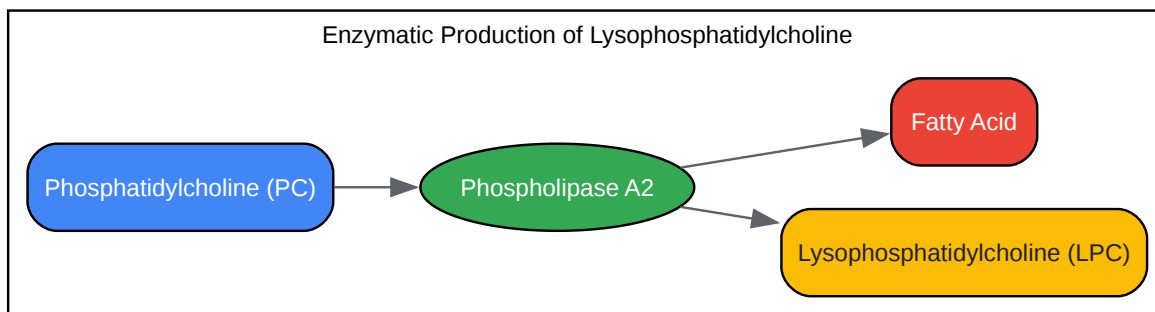 Enzymatic Production of Lysophosphatidylcholine
Phosphatidylcholine (PC)
Phospholipase A2
Fatty Acid
Lysophosphatidylcholine (LPC)